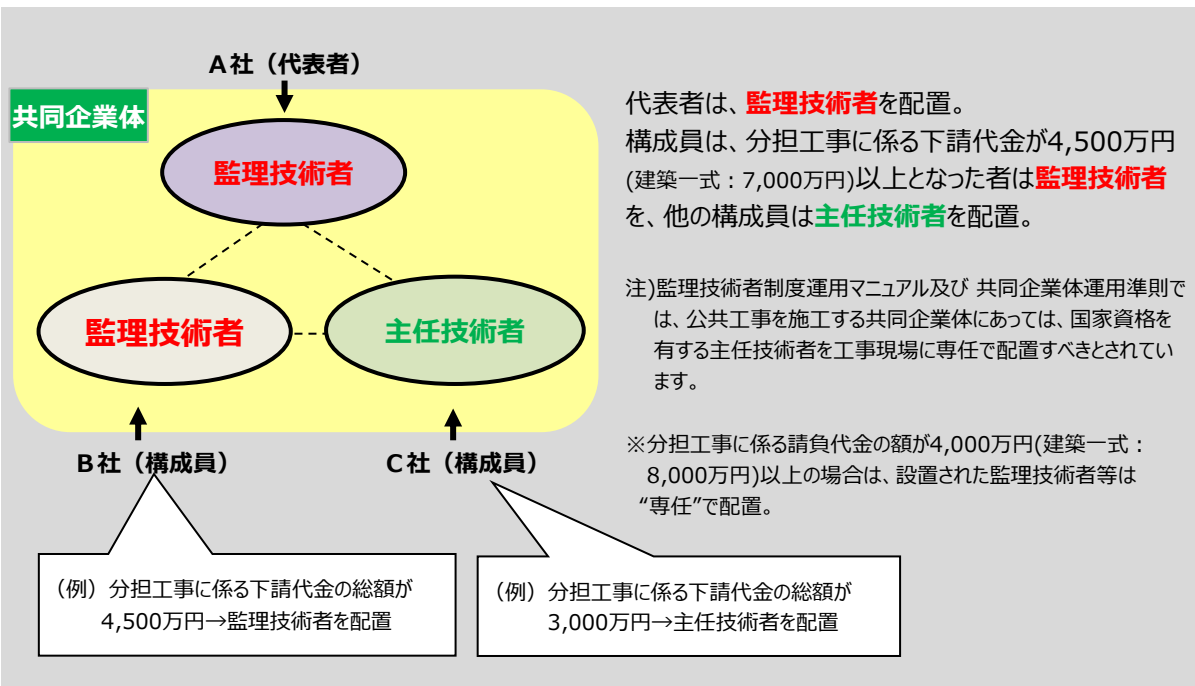 A社（代表者）
共同企業体
監理技術者
監理技術者
主任技術者
B社（構成員）
C社（構成員）
（例）分担工事に係る下請代金の総額が
4,500万円→監理技術者を配置
（例）分担工事に係る下請代金の総額が
3,000万円→主任技術者を配置
代表者は、監理技術者を配置。
構成員は、分担工事に係る下請代金が4,500万円
(建築一式：7,000万円)以上となった者は監理技術者
を、他の構成員は主任技術者を配置。
注)監理技術者制度運用マニュアル及び 共同企業体運用準則で
は、公共工事を施工する共同企業体にあっては、国家資格を
有する主任技術者を工事現場に専任で配置すべきとされてい
ます。
※分担工事に係る請負代金の額が4,000万円(建築一式：
8,000万円)以上の場合は、設置された監理技術者等は
“専任”で配置。